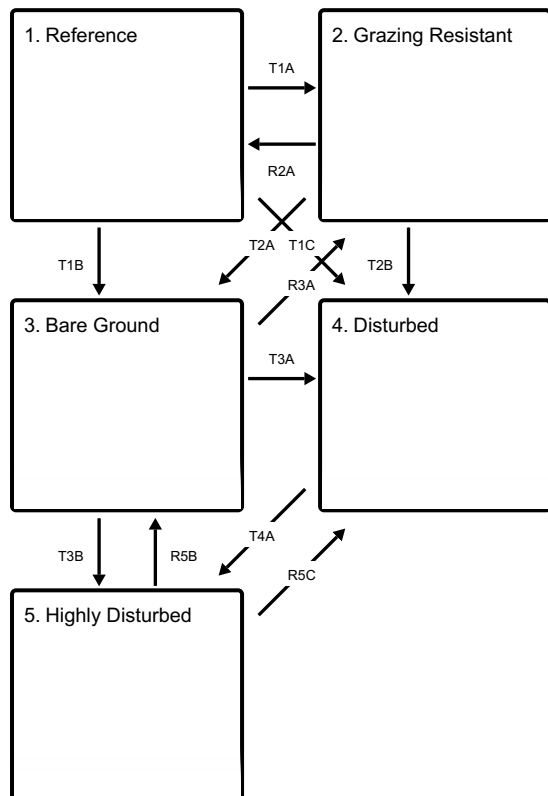 1. Reference
2. Grazing Resistant
T1A
R2A
T1B
T2A
T1C
T2B
R3A
3. Bare Ground
4. Disturbed
T3A
T3B
R5B
T4A
R5C
5. Highly Disturbed